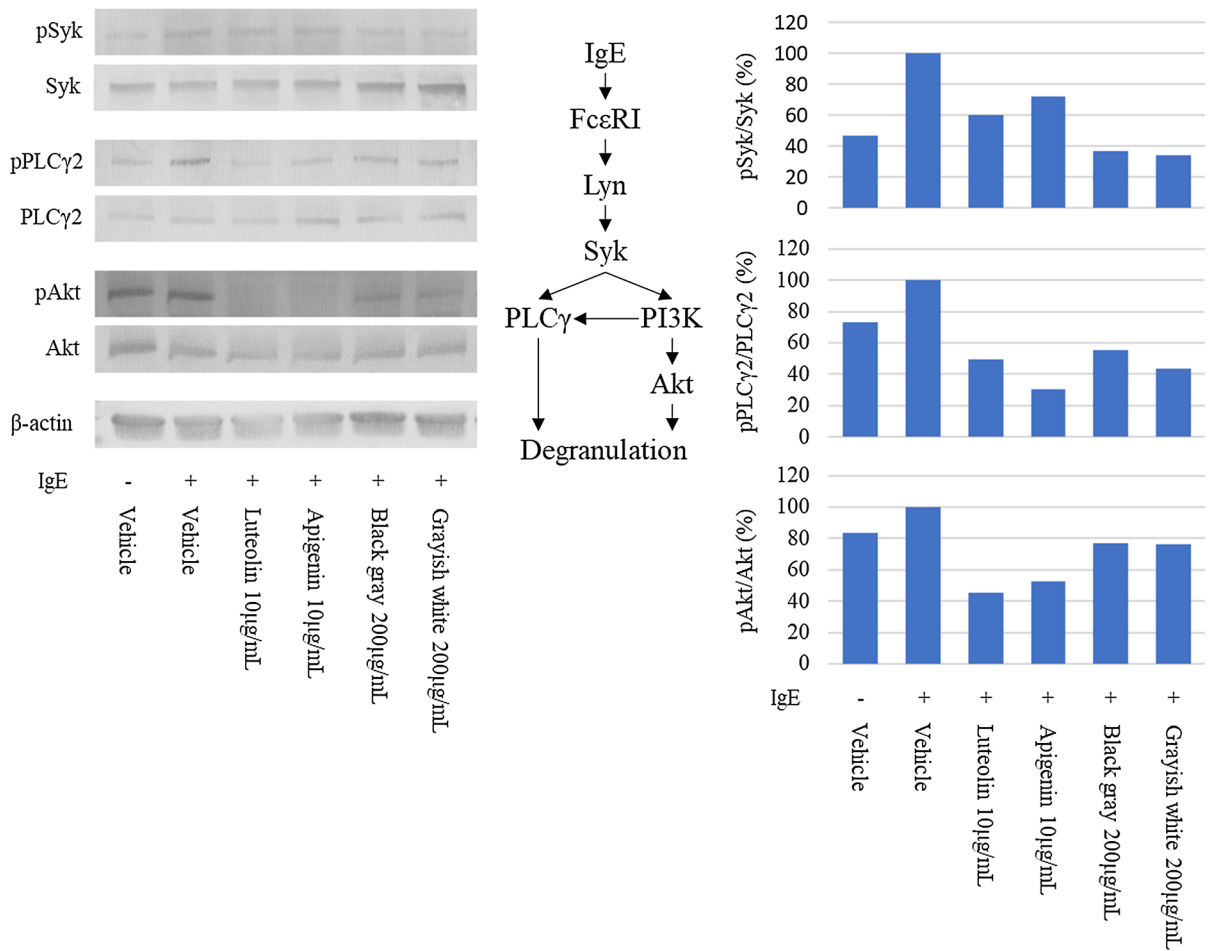 pSyk
Syk
pPLCγ2
PLCγ2
pAkt
Akt
β-actin
IgE - + + + + +
Vehicle
Vehicle
Luteolin 10μg/mL
Apigenin 10μg/mL
Black gray 200μg/mL
Grayish white 200μg/mL
IgE
FcεRI
Lyn
Syk
PLCγ PI3K
Akt
Degranulation
pSyk/Syk (%)
120
100
80
60
40
20
0
pPLCγ2/PLCγ2 (%)
120
100
80
60
40
20
0
pAkt/Akt (%)
120
100
80
60
40
20
0
IgE - + + + + +
Vehicle
Vehicle
Luteolin 10μg/mL
Apigenin 10μg/mL
Black gray 200μg/mL
Grayish white 200μg/mL